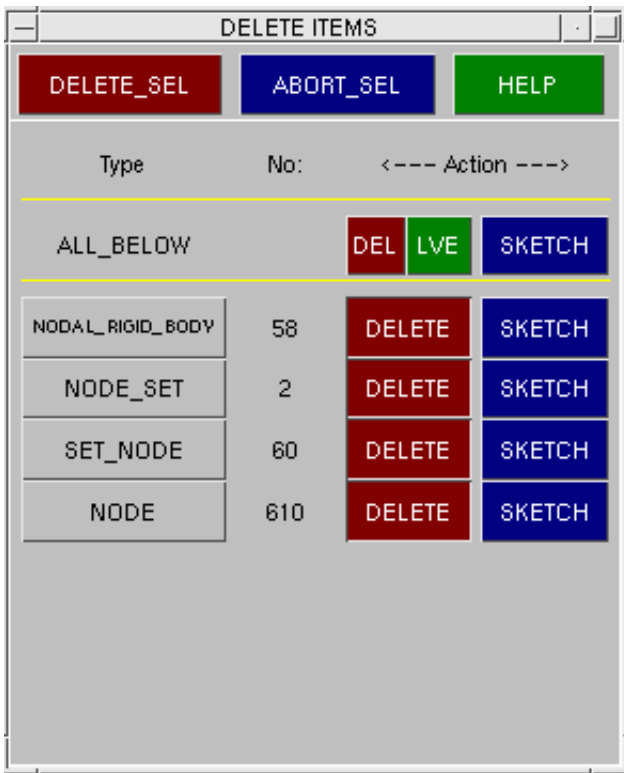 DELETE ITEMS
DELETE_SEL ABORT_SEL HELP
Type No: <--- Action --->
ALL_BELOW DEL LVE SKETCH
NODAL_RIGID_BODY 58 DELETE SKETCH
NODE_SET 2 DELETE SKETCH
SET_NODE 60 DELETE SKETCH
NODE 610 DELETE SKETCH